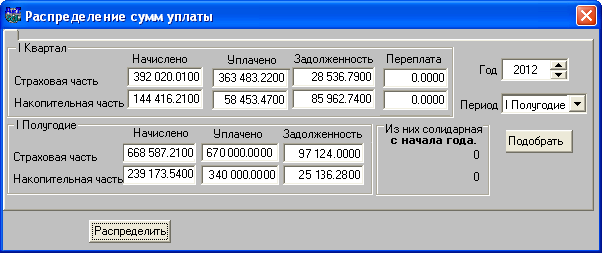 Распределение сумм уплаты
I Квартал
Начислено Уплачено Задолженность Переплата
Страховая часть 392 020.0100 363 483.2200 28 536.7900 0.0000
Накопительная часть 144 416.2100 58 453.4700 85 962.7400 0.0000
Год 2012
Период I Полугодие
Подобрать
I Полугодие
Начислено Уплачено Задолженность
Страховая часть 668 587.2100 670 000.0000 97 124.0000
Накопительная часть 239 173.5400 340 000.0000 25 136.2800
Из них солидарная
с начала года.
0
0
Распределить